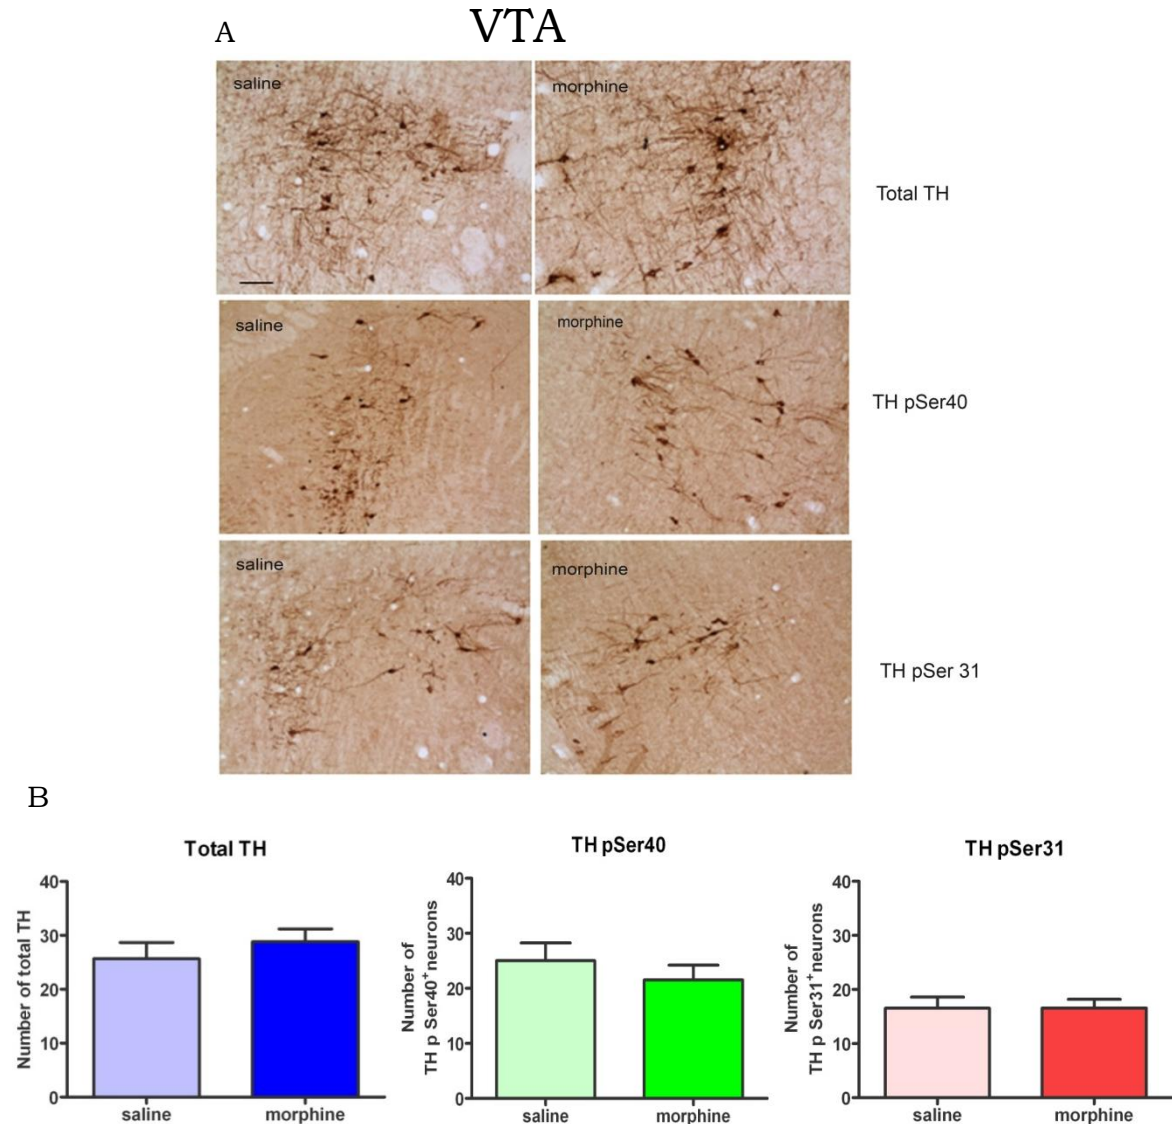 A
VTA
saline
morphine
Total TH
saline
morphine
TH pSer40
saline
morphine
TH pSer 31
B
Total TH
Number of total TH
40
30
20
10
0
saline
morphine
TH pSer40
Number of
TH p Ser40⁺neurons
40
30
20
10
0
saline
morphine
TH pSer31
Number of
TH p Ser31⁺neurons
40
30
20
10
0
saline
morphine